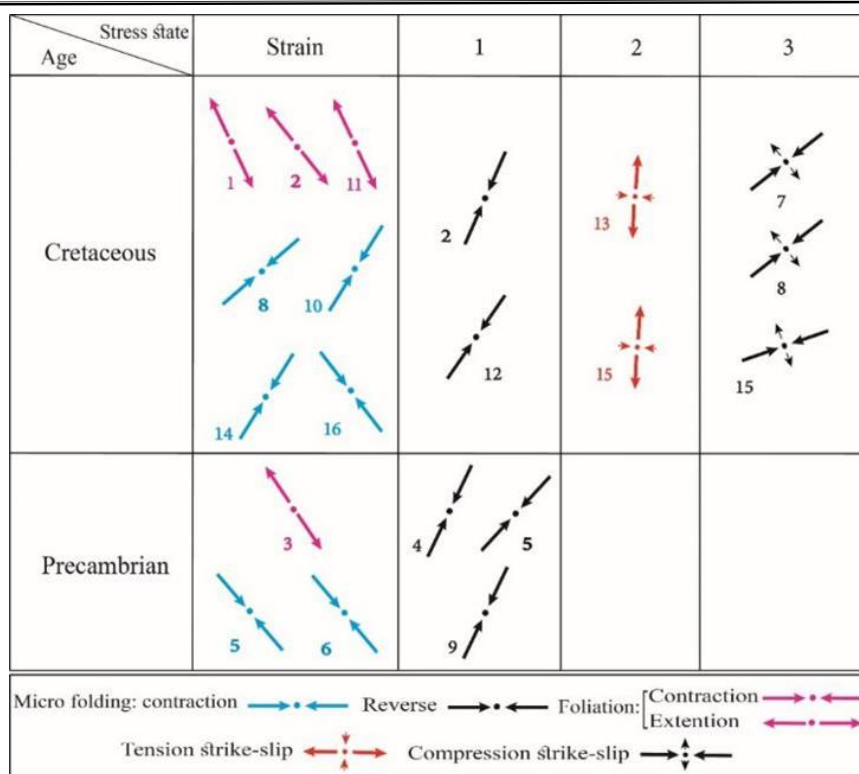 Stress state
Age
Strain
1
2
3
Cretaceous
1
2
11
8
10
14
16
2
12
13
15
7
8
15
Precambrian
3
5
6
4
5
9
Micro folding: contraction
Reverse
Foliation:
Contraction
Extention
Tension strike-slip
Compression strike-slip